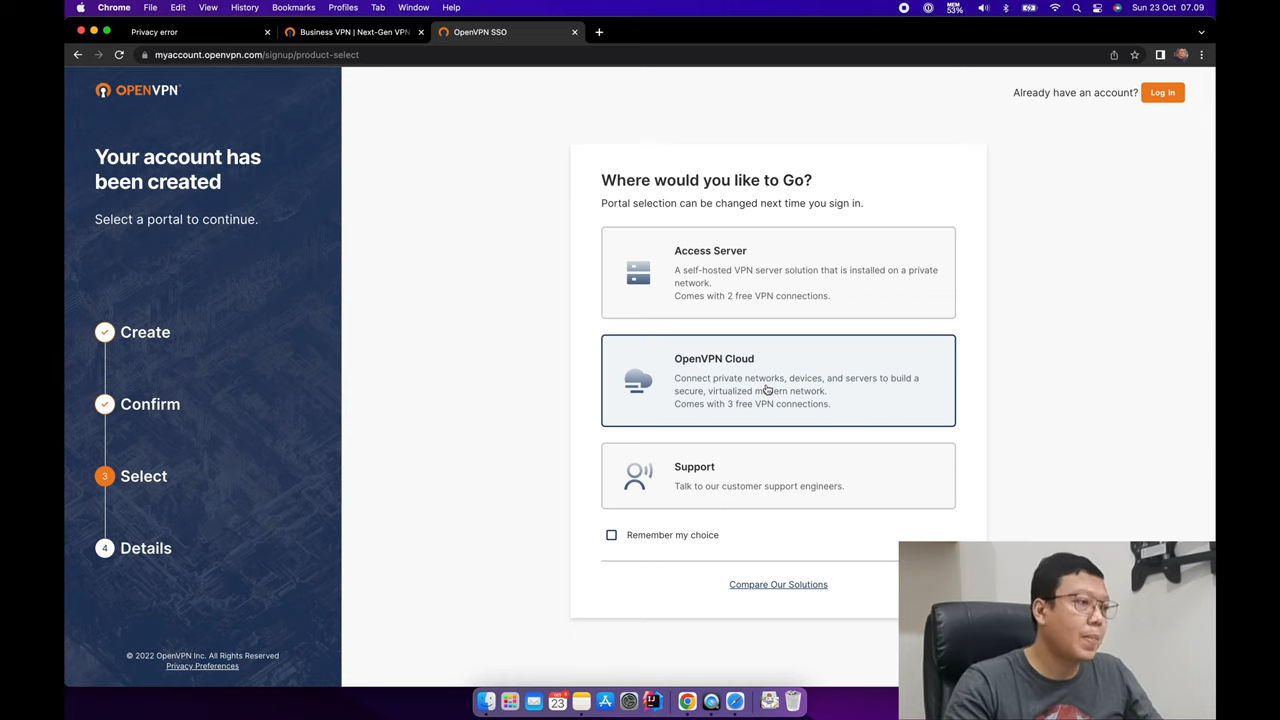 Chrome File Edit View History Bookmarks Profiles Tab Window Help
MEM
53%
Sun 23 Oct 07.09
Privacy error
Business VPN | Next-Gen VPN
OpenVPN SSO
myaccount.openvpn.com/signup/product-select
OPENVPN
Already have an account? Log In
Your account has
been created
Select a portal to continue.
Create
Confirm
3 Select
4 Details
© 2022 OpenVPN Inc. All Rights Reserved
Privacy Preferences
Where would you like to Go?
Portal selection can be changed next time you sign in.
Access Server
A self-hosted VPN server solution that is installed on a private
network.
Comes with 2 free VPN connections.
OpenVPN Cloud
Connect private networks, devices, and servers to build a
secure, virtualized modern network.
Comes with 3 free VPN connections.
Support
Talk to our customer support engineers.
Remember my choice
Compare Our Solutions
23